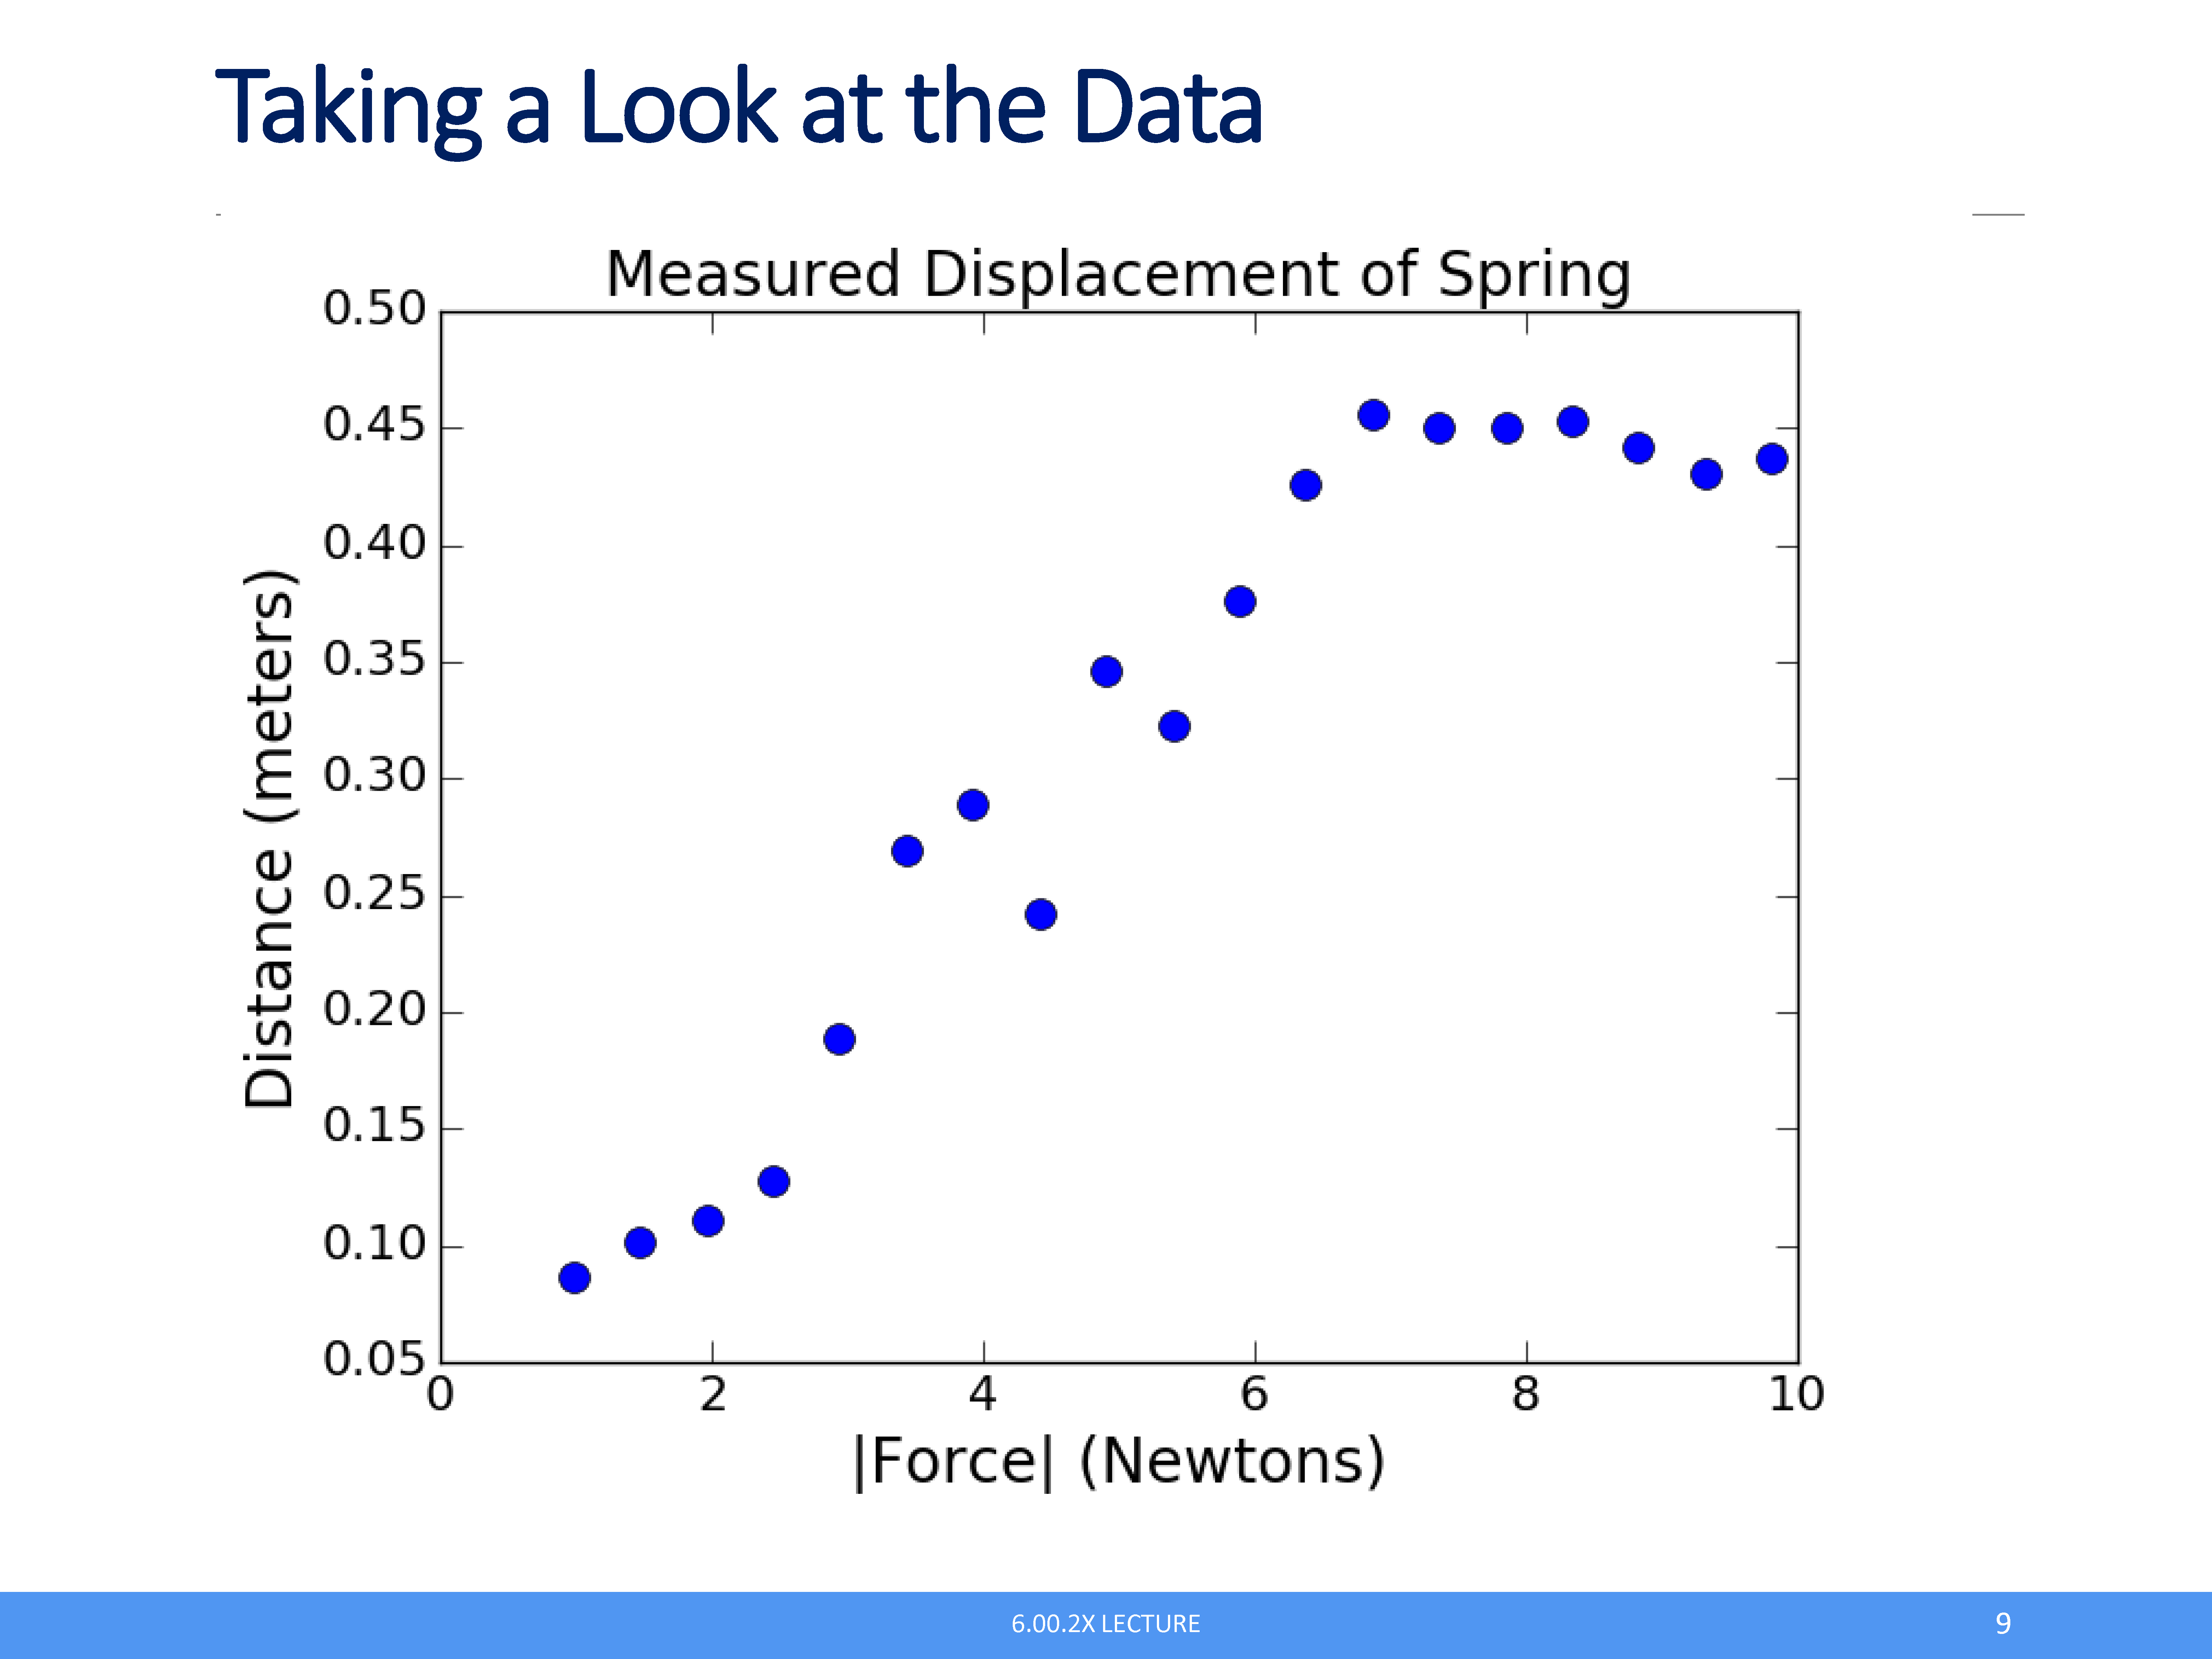 Taking a Look at the Data
Measured Displacement of Spring
0.50
0.45
0.40
0.35
0.30
0.25
0.20
0.15
0.10
0.05
Distance (meters)
0 2 4 6 8 10
|Force| (Newtons)
6.00.2X LECTURE
9